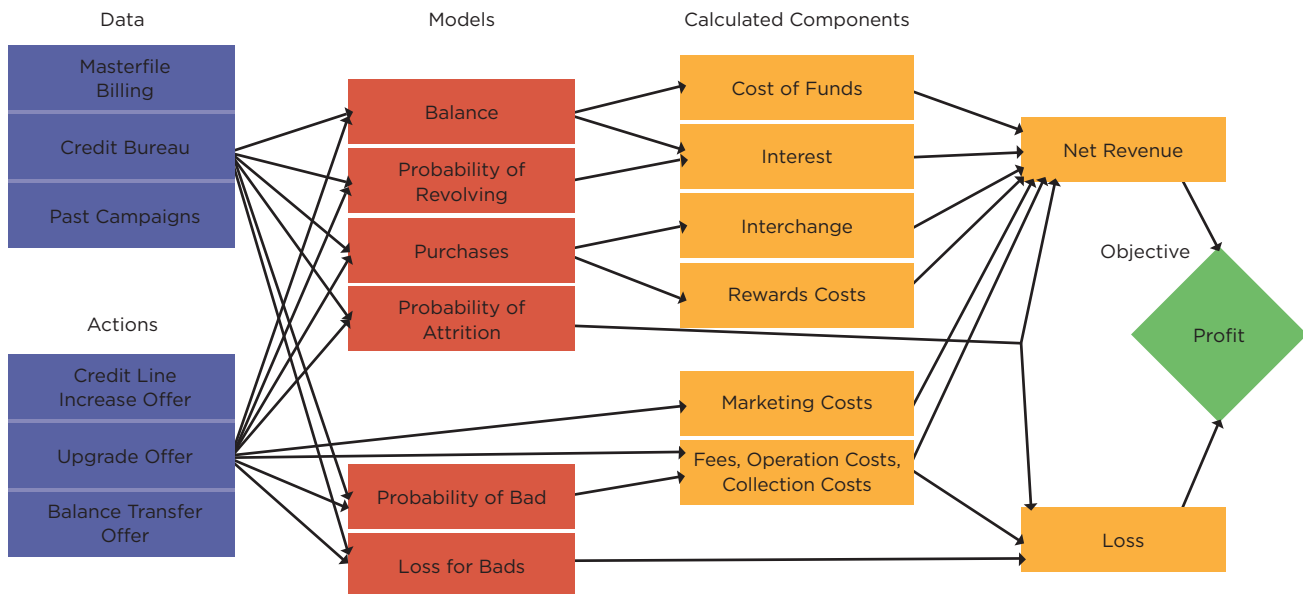 Data
Masterfile
Billing
Credit Bureau
Past Campaigns
Actions
Credit Line
Increase Offer
Upgrade Offer
Balance Transfer
Offer
Models
Balance
Probability of
Revolving
Purchases
Probability of
Attrition
Probability of Bad
Loss for Bads
Calculated Components
Cost of Funds
Interest
Interchange
Rewards Costs
Marketing Costs
Fees, Operation Costs,
Collection Costs
Net Revenue
Objective
Profit
Loss